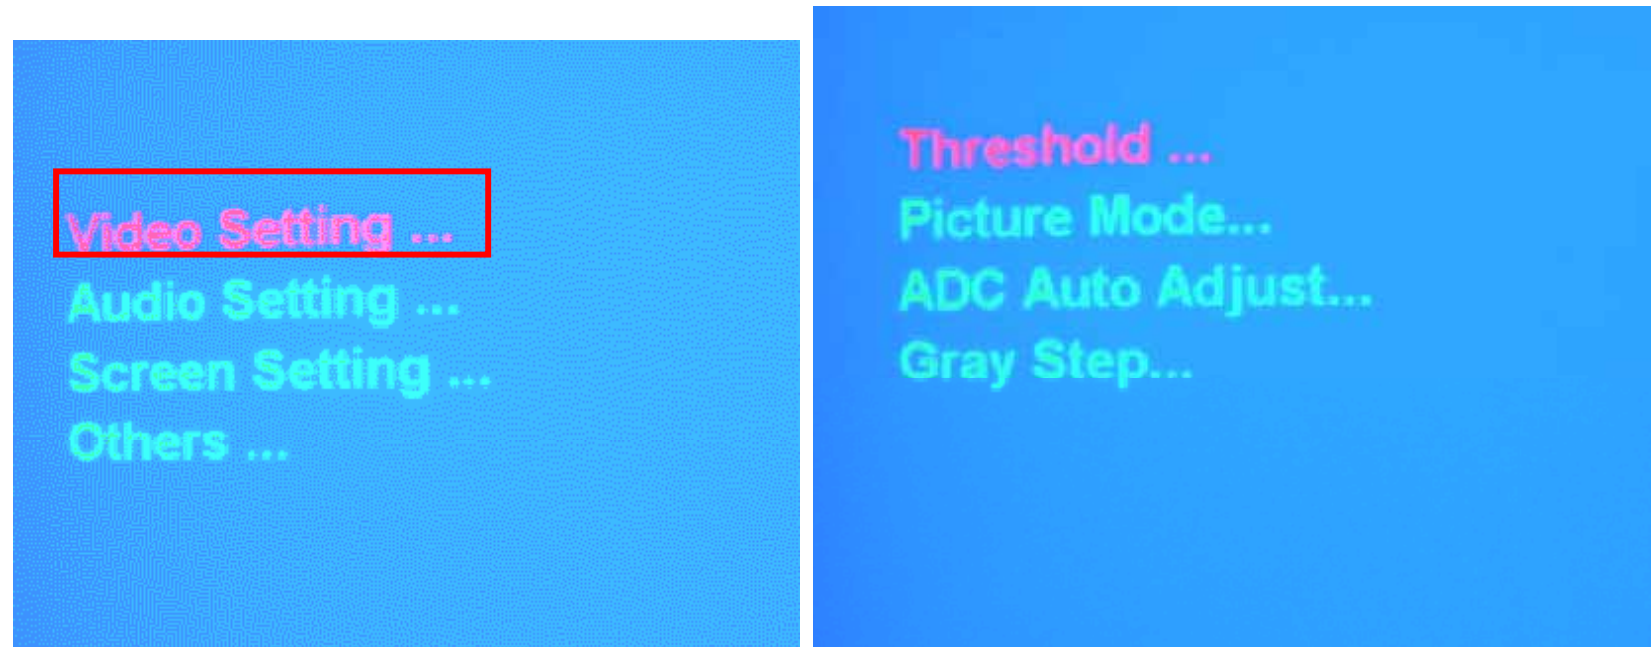 Video Setting ...
Audio Setting ...
Screen Setting ...
Others ...
Threshold ...
Picture Mode...
ADC Auto Adjust...
Gray Step...